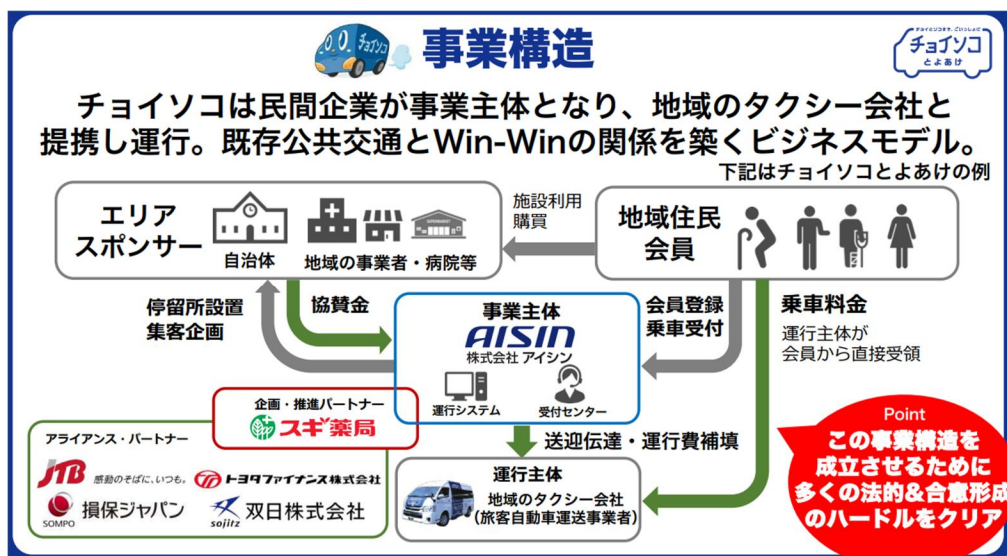 チョイソコ
事業構造
チョイソコ
とよあけ
チョイソコは民間企業が事業主体となり、地域のタクシー会社と
提携し運行。既存公共交通とWin-Winの関係を築くビジネスモデル。
下記はチョイソコとよあけの例
エリア
スポンサー
自治体
地域の事業者・病院等
施設利用
購買
地域住民
会員
停留所設置
集客企画
協賛金
事業主体
AISIN
株式会社 アイシン
運行システム
受付センター
会員登録
乗車受付
乗車料金
運行主体が
会員から直接受領
企画・推進パートナー
スギ薬局
アライアンス・パートナー
JTB
感動のそばに、いつも。
トヨタファイナンス株式会社
SOMPO
損保ジャパン
sojitz
双日株式会社
送迎伝達・運行費補填
運行主体
地域のタクシー会社
(旅客自動車運送事業者)
Point
この事業構造を
成立させるために
多くの法的&合意形成
のハードルをクリア